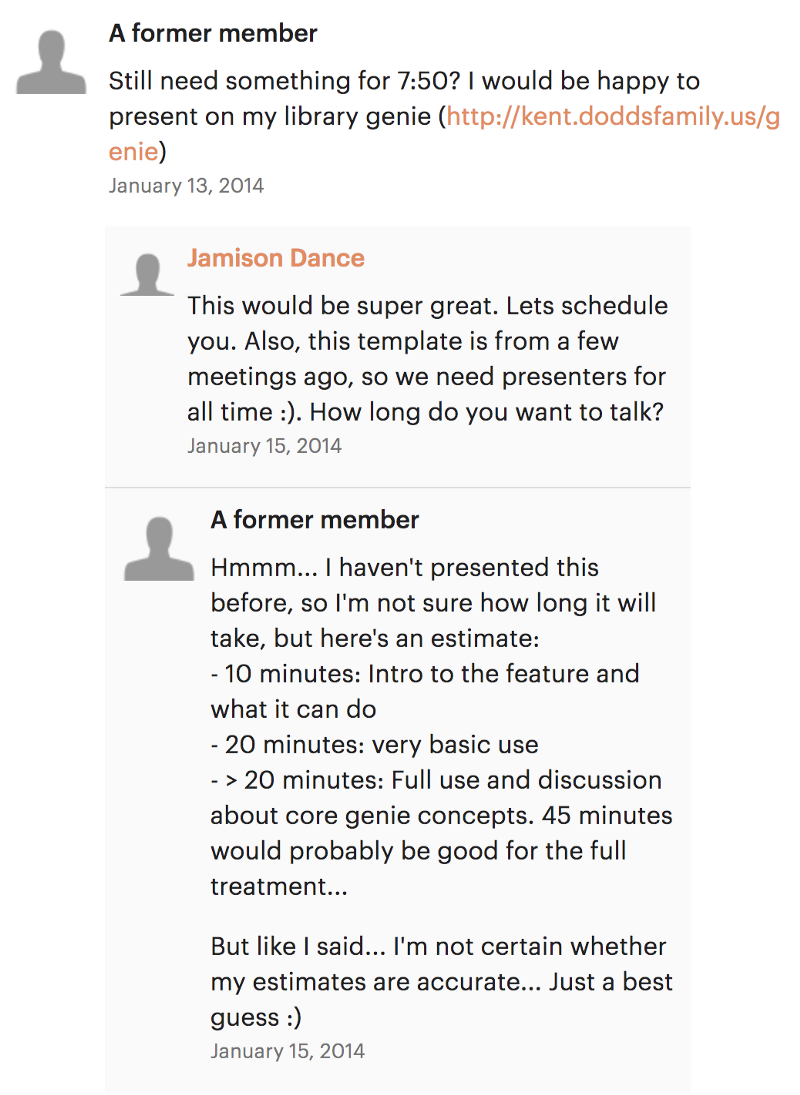 A former member
Still need something for 7:50? I would be happy to
present on my library genie (http://kent.doddsfamily.us/g
enie)
January 13, 2014
Jamison Dance
This would be super great. Lets schedule
you. Also, this template is from a few
meetings ago, so we need presenters for
all time :). How long do you want to talk?
January 15, 2014
A former member
Hmmm... I haven't presented this
before, so I'm not sure how long it will
take, but here's an estimate:
- 10 minutes: Intro to the feature and
what it can do
- 20 minutes: very basic use
- > 20 minutes: Full use and discussion
about core genie concepts. 45 minutes
would probably be good for the full
treatment...
But like I said... I'm not certain whether
my estimates are accurate... Just a best
guess :)
January 15, 2014